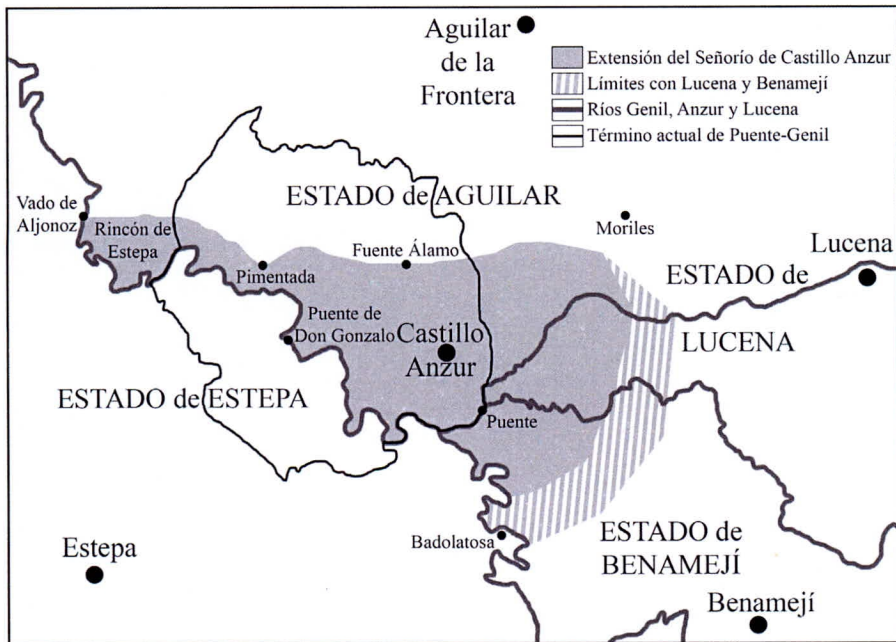 Aguilar
de la
Frontera
Extensión del Señorío de Castillo Anzur
Límites con Lucena y Benamejí
Ríos Genil, Anzur y Lucena
Término actual de Puente-Genil
Vado de
Aljonoz
Rincón de
Estepa
ESTADO de AGUILAR
Moriles
Pimentada
Fuente Álamo
Lucena
ESTADO de
LUCENA
Puente de
Don Gonzalo
Castillo
Anzur
ESTADO de ESTEPA
Puente
Badolatosa
ESTADO de
BENAMEJÍ
Estepa
Benamejí